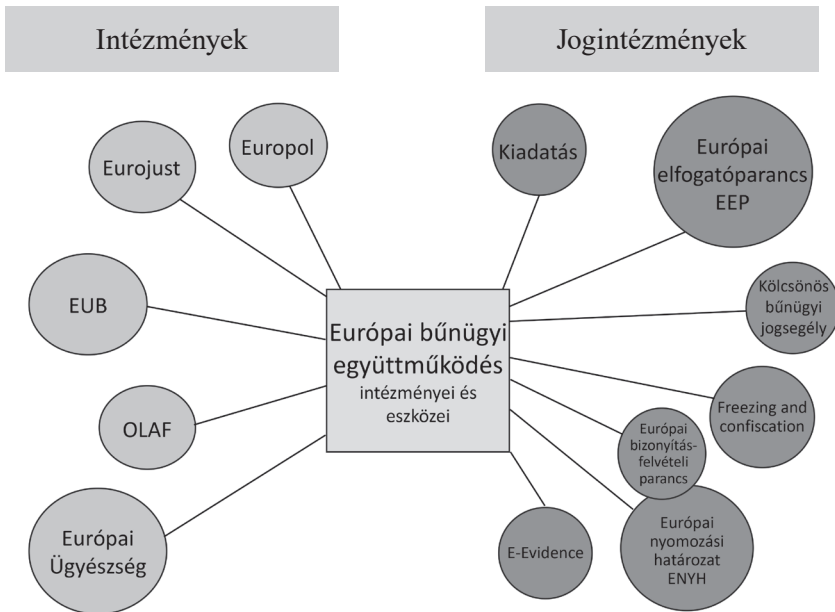 Intézmények
Jogintézmények
Eurojust
Europol
EUB
OLAF
Európai
Ügyészség
Európai bűnügyi
együttműködés
intézményei és
eszközei
Kiadatás
Európai
elfogatóparancs
EEP
Kölcsönös
bűnügyi
jogsegély
Freezing and
confiscation
Európai
bizonyítás-
felvételi
parancs
Európai
nyomozási
határozat
ENYH
E-Evidence